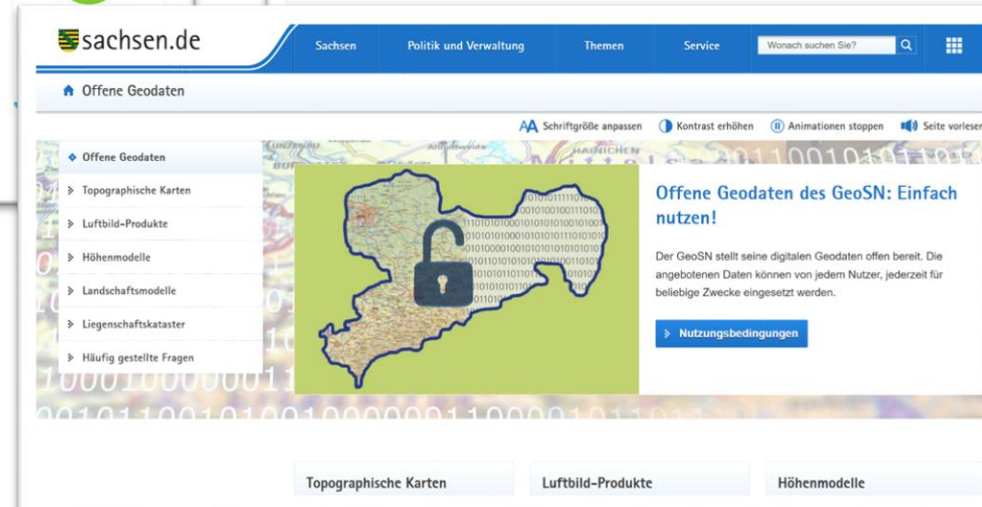 sachsen.de
Sachsen
Politik und Verwaltung
Themen
Service
Wonach suchen Sie?
Offene Geodaten
AA Schriftgröße anpassen
Kontrast erhöhen
Animationen stoppen
Seite vorlesen
Offene Geodaten
Topographische Karten
Luftbild-Produkte
Höhenmodelle
Landschaftsmodelle
Liegenschaftskataster
Häufig gestellte Fragen
HAINICHEN
Offene Geodaten des GeoSN: Einfach
nutzen!
Der GeoSN stellt seine digitalen Geodaten offen bereit. Die
angebotenen Daten können von jedem Nutzer, jederzeit für
beliebige Zwecke eingesetzt werden.
Nutzungsbedingungen
Topographische Karten
Luftbild-Produkte
Höhenmodelle